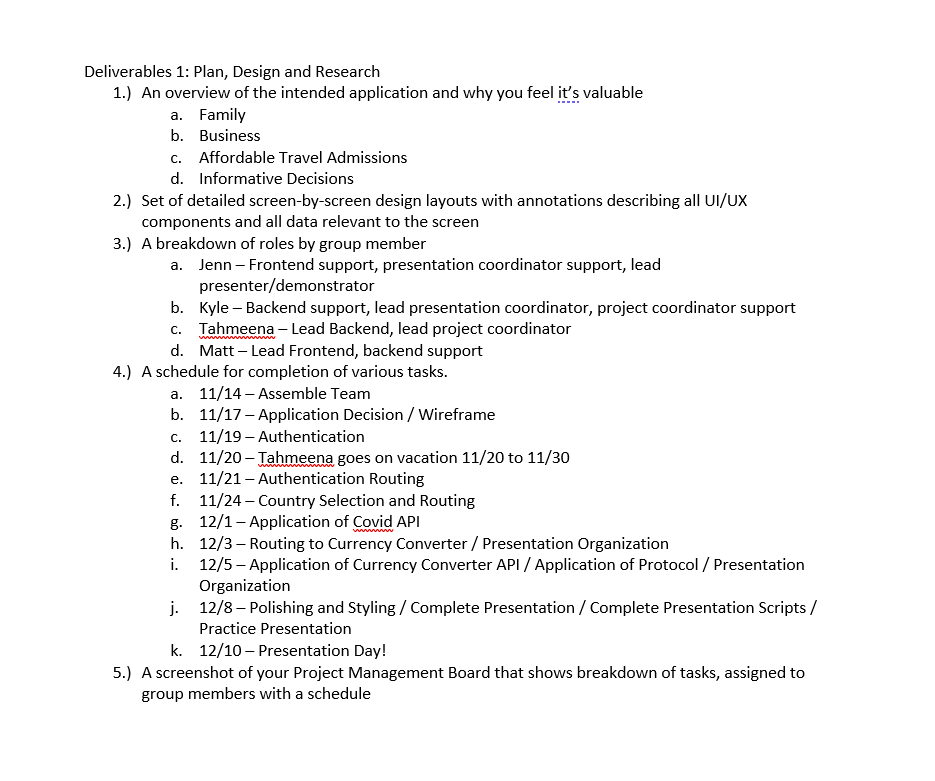 Deliverables 1: Plan, Design and Research
1.) An overview of the intended application and why you feel it's valuable
a. Family
b. Business
c. Affordable Travel Admissions
d. Informative Decisions
2.) Set of detailed screen-by-screen design layouts with annotations describing all UI/UX
components and all data relevant to the screen
3.) A breakdown of roles by group member
a. Jenn – Frontend support, presentation coordinator support, lead
presenter/demonstrator
b. Kyle – Backend support, lead presentation coordinator, project coordinator support
c. Tahmeena – Lead Backend, lead project coordinator
d. Matt – Lead Frontend, backend support
4.) A schedule for completion of various tasks.
a. 11/14 – Assemble Team
b. 11/17 – Application Decision / Wireframe
c. 11/19 – Authentication
d. 11/20 – Tahmeena goes on vacation 11/20 to 11/30
e. 11/21 – Authentication Routing
f. 11/24 – Country Selection and Routing
g. 12/1 – Application of Covid API
h. 12/3 – Routing to Currency Converter / Presentation Organization
i. 12/5 – Application of Currency Converter API / Application of Protocol / Presentation
Organization
j. 12/8 – Polishing and Styling / Complete Presentation / Complete Presentation Scripts /
Practice Presentation
k. 12/10 – Presentation Day!
5.) A screenshot of your Project Management Board that shows breakdown of tasks, assigned to
group members with a schedule